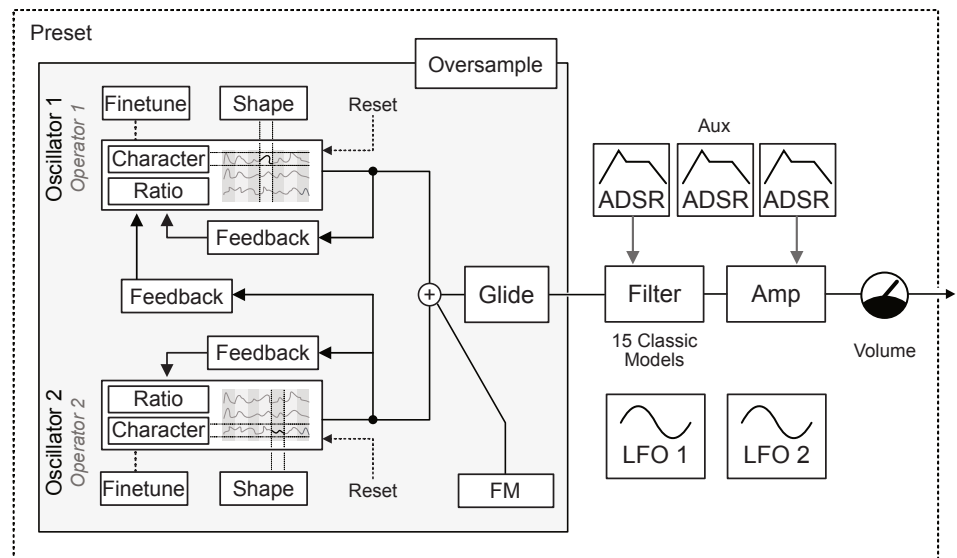 Preset
Oversample
Oscillator 1
Operator 1
Finetune
Shape
Reset
Character
Ratio
Feedback
Feedback
Feedback
Oscillator 2
Operator 2
Ratio
Character
Finetune
Shape
Reset
+
Glide
FM
Aux
ADSR
ADSR
ADSR
Filter
15 Classic
Models
Amp
Volume
LFO 1
LFO 2